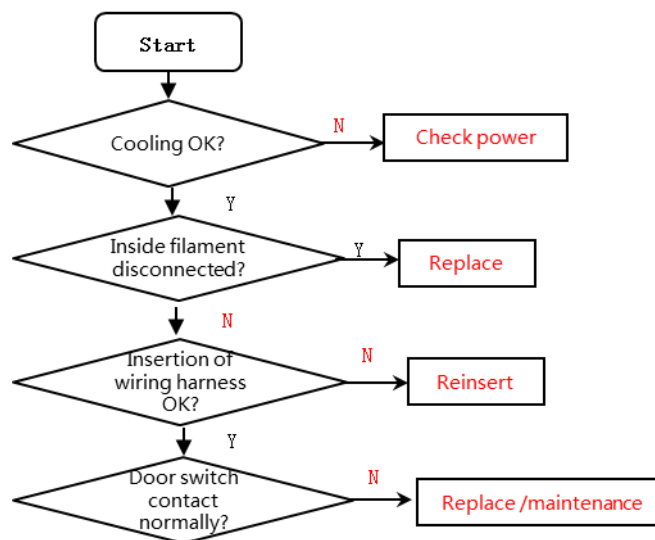 Start
Cooling OK?
N
Check power
Y
Inside filament
disconnected?
Y
Replace
N
Insertion of
wiring harness
OK?
N
Reinsert
Y
Door switch
contact
normally?
N
Replace /maintenance